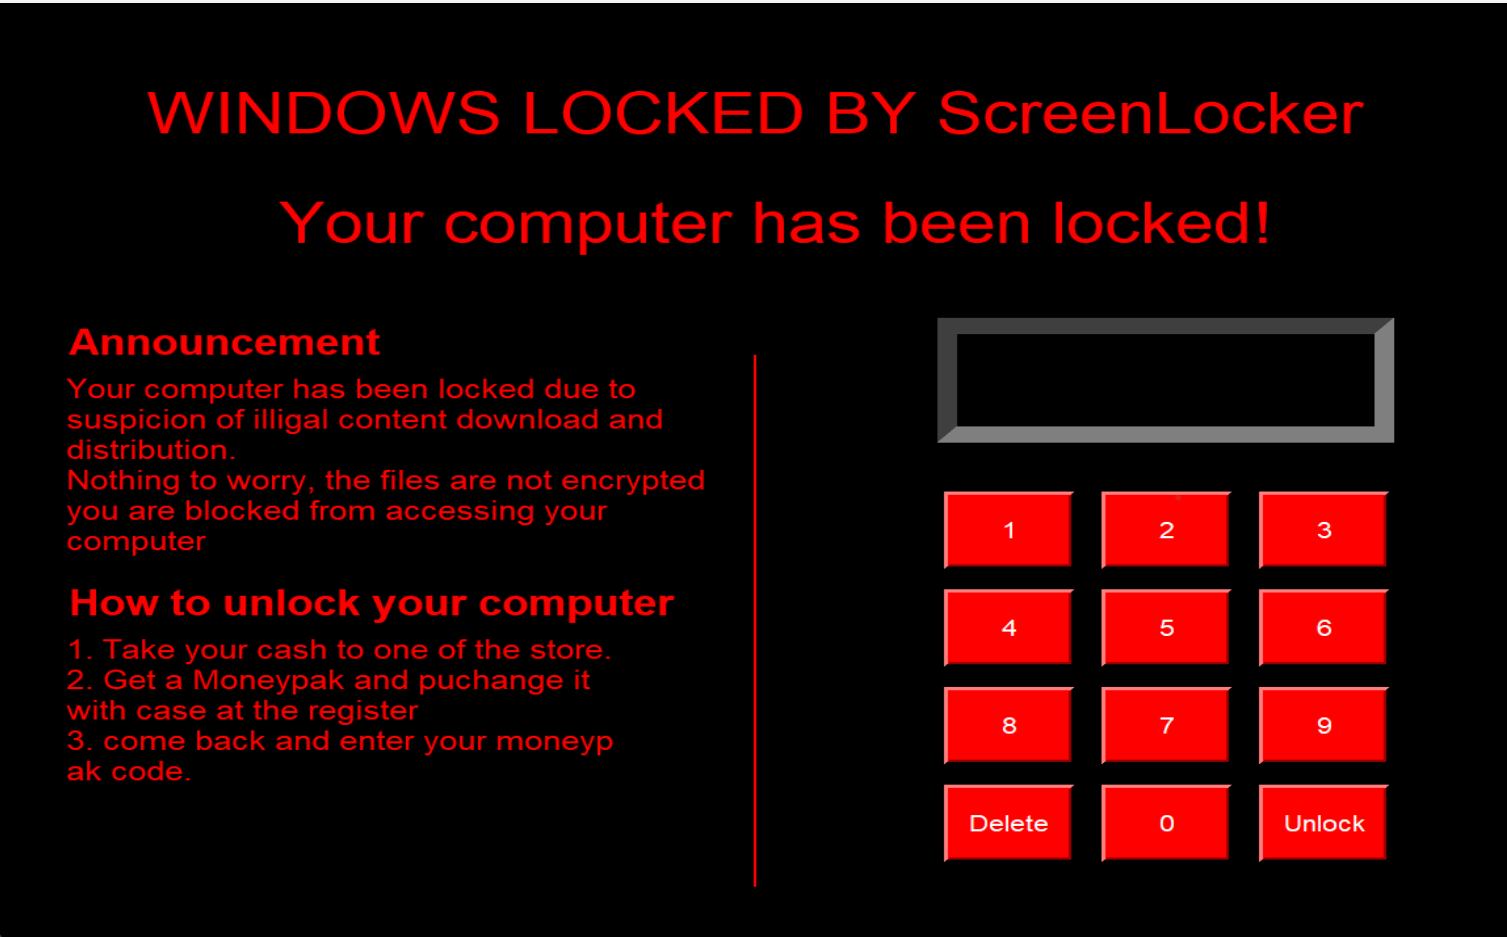 WINDOWS LOCKED BY ScreenLocker
Your computer has been locked!
Announcement
Your computer has been locked due to
suspicion of illigal content download and
distribution.
Nothing to worry, the files are not encrypted
you are blocked from accessing your
computer
How to unlock your computer
1. Take your cash to one of the store.
2. Get a Moneypak and puchange it
with case at the register
3. come back and enter your moneyp
ak code.
1 2 3
4 5 6
8 7 9
Delete 0 Unlock